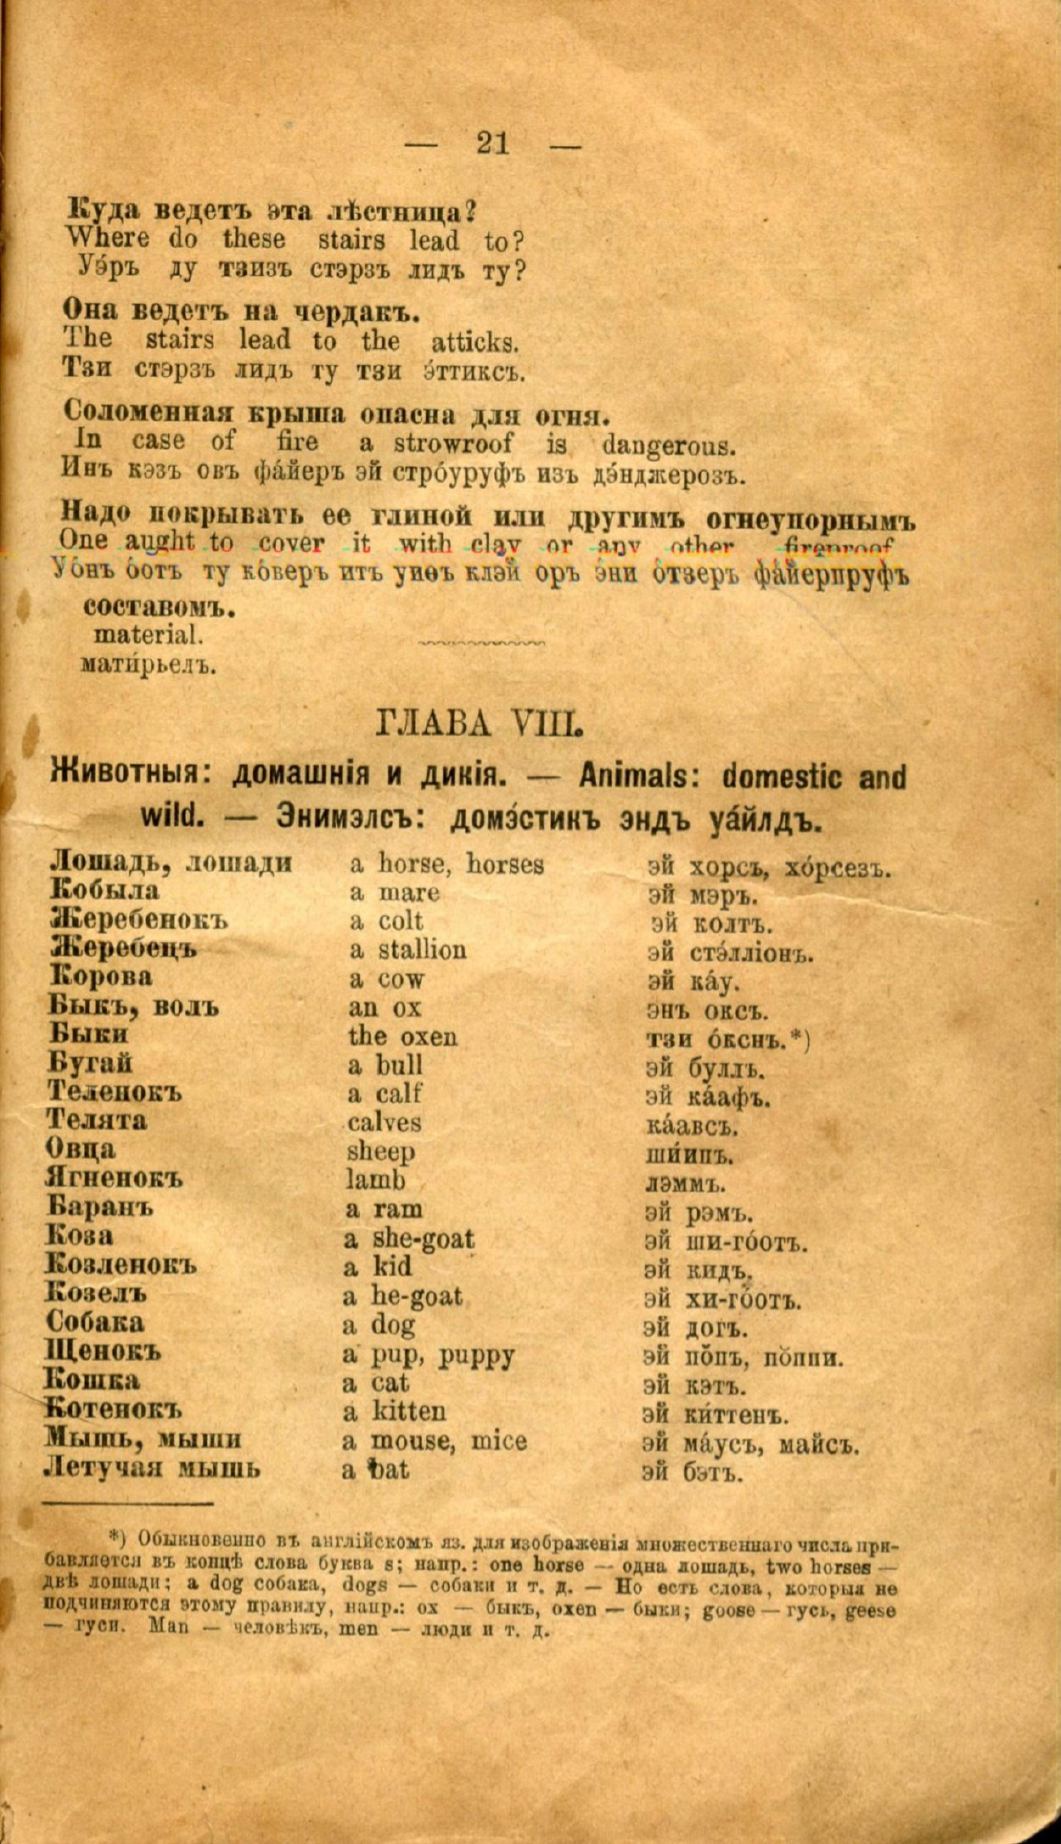 — 21 —
Куда ведетъ эта лѣстница?
Where do these stairs lead to?
Уэ́ръ ду тзизъ стэрзъ лидъ ту?
Она ведетъ на чердакъ.
The stairs lead to the atticks.
Тзи стэрзъ лидъ ту тзи э́ттиксъ.
Соломенная крыша опасна для огня.
In case of fire a strowroof is dangerous.
Инъ кэзъ овъ фа́йеръ эй стро́уруфъ изъ дэ́нджерозъ.
Надо покрывать ее глиной или другимъ огнеупорнымъ
One aught to cover it with clay or any other fireproof
Уо́нъ оотъ ту ко́веръ итъ уиѳъ клэй оръ э́ни о́тзеръ фа́йерпруфъ
составомъ.
material.
мати́рьелъ.
ГЛАВА VIII.
Животныя: домашнія и дикія. — Animals: domestic and
wild. — Энимэлсъ: домэ́стикъ эндъ уа́йлдъ.
Лошадь, лошади a horse, horses эй хорсъ, хо́рсезъ.
Кобыла a mare эй мэръ.
Жеребенокъ a colt эй колтъ.
Жеребецъ a stallion эй стэ́лліонъ.
Корова a cow эй ка́у.
Быкъ, волъ an ox энъ оксъ.
Быки the oxen тзи о́кснъ.*)
Бугай a bull эй буллъ.
Теленокъ a calf эй ка́афъ.
Телята calves ка́авсъ.
Овца sheep ши́ипъ.
Ягненокъ lamb лэммъ.
Баранъ a ram эй рэмъ.
Коза a she-goat эй ши-го́отъ.
Козленокъ a kid эй кидъ.
Козелъ a he-goat эй хи-го́отъ.
Собака a dog эй догъ.
Щенокъ a pup, puppy эй по̆пъ, по̆ппи.
Кошка a cat эй кэтъ.
Котенокъ a kitten эй ки́ттенъ.
Мышь, мыши a mouse, mice эй ма́усъ, майсъ.
Летучая мышь a bat эй бэтъ.
*) Обыкновенно въ англійскомъ яз. для изображенія множественнаго числа при-
бавляется въ концѣ слова буква s; напр.: one horse — одна лошадь, two horses —
двѣ лошади; a dog собака, dogs — собаки и т. д. — Но есть слова, которыя не
подчиняются этому правилу, напр.: ox — быкъ, oxen — быки; goose — гусь, geese
— гуси. Man — человѣкъ, men — люди и т. д.